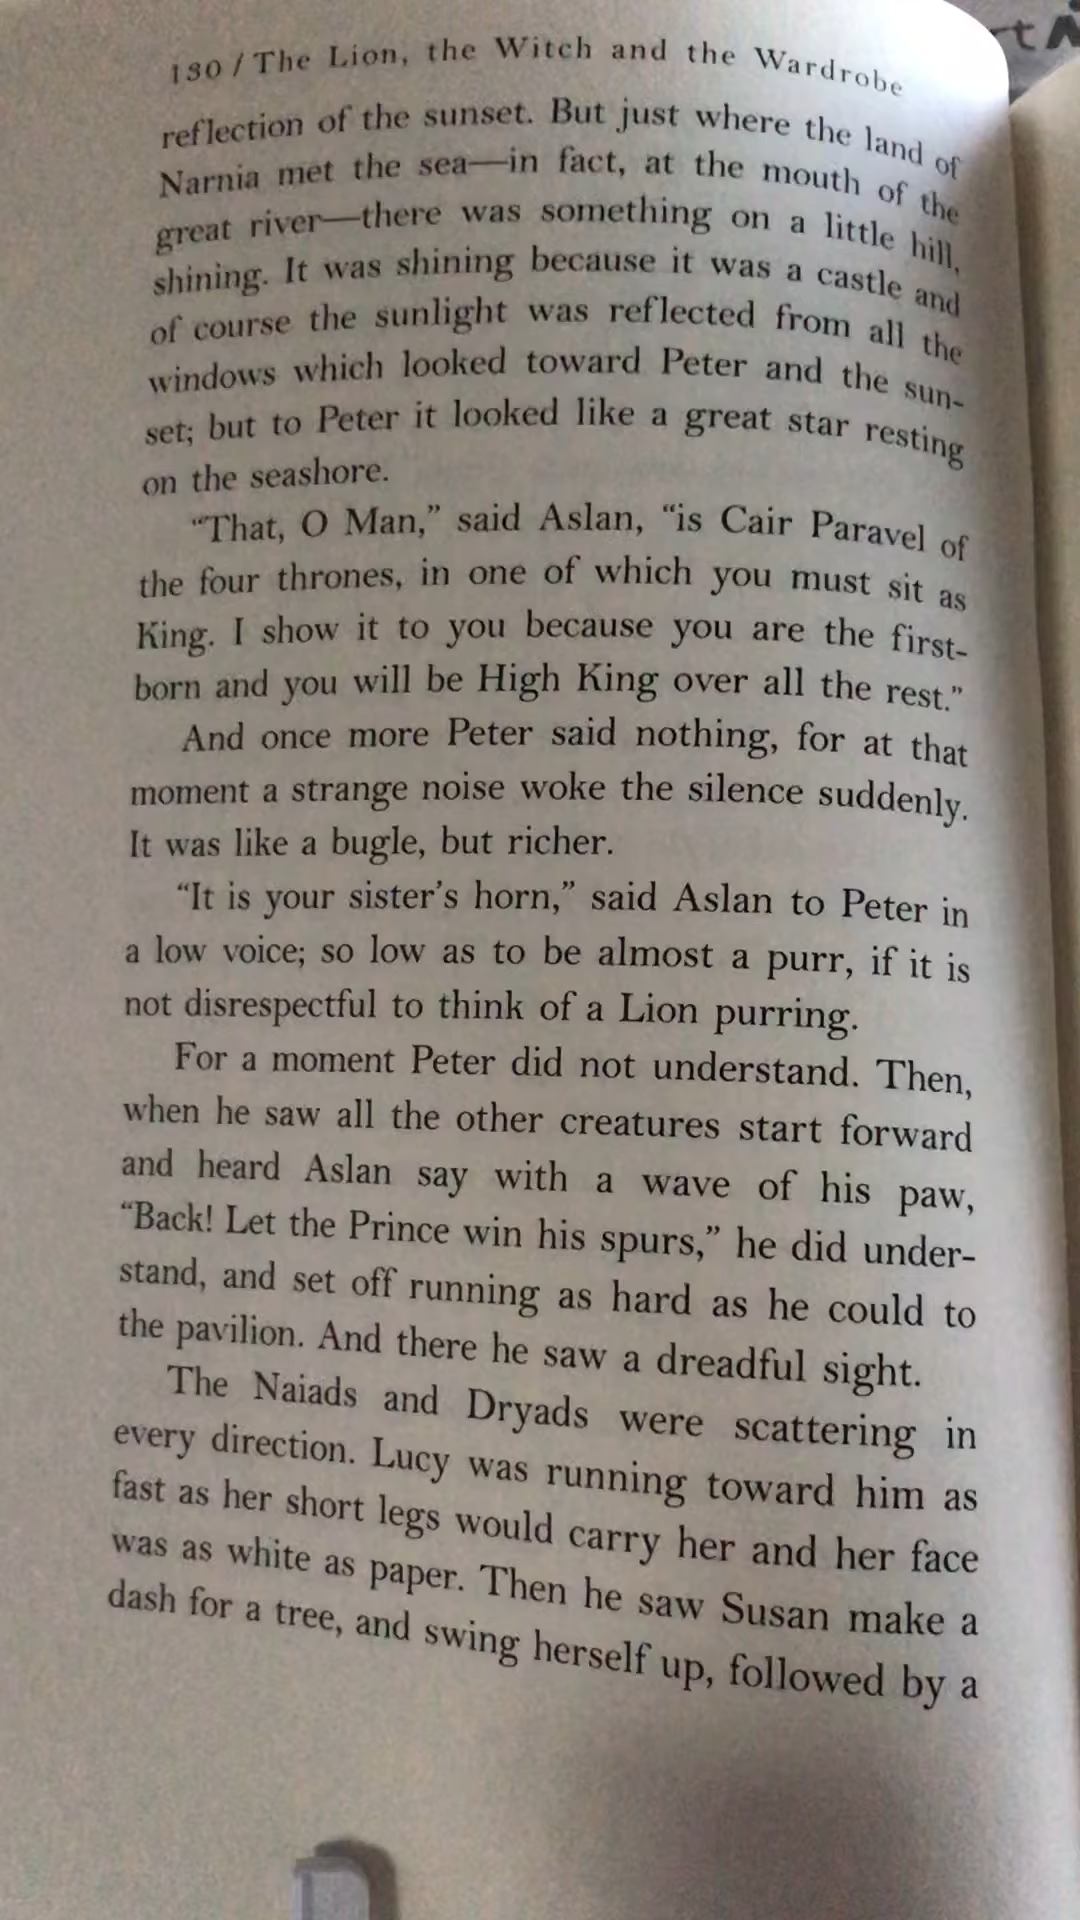 130 / The Lion, the Witch and the Wardrobe
reflection of the sunset. But just where the land of
Narnia met the sea—in fact, at the mouth of the
great river—there was something on a little hill,
shining. It was shining because it was a castle and
of course the sunlight was reflected from all the
windows which looked toward Peter and the sun-
set; but to Peter it looked like a great star resting
on the seashore.
“That, O Man,” said Aslan, “is Cair Paravel of
the four thrones, in one of which you must sit as
King. I show it to you because you are the first-
born and you will be High King over all the rest.”
And once more Peter said nothing, for at that
moment a strange noise woke the silence suddenly.
It was like a bugle, but richer.
“It is your sister’s horn,” said Aslan to Peter in
a low voice; so low as to be almost a purr, if it is
not disrespectful to think of a Lion purring.
For a moment Peter did not understand. Then,
when he saw all the other creatures start forward
and heard Aslan say with a wave of his paw,
“Back! Let the Prince win his spurs,” he did under-
stand, and set off running as hard as he could to
the pavilion. And there he saw a dreadful sight.
The Naiads and Dryads were scattering in
every direction. Lucy was running toward him as
fast as her short legs would carry her and her face
was as white as paper. Then he saw Susan make a
dash for a tree, and swing herself up, followed by a